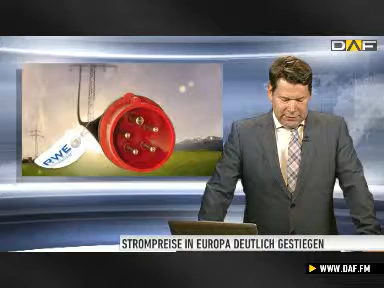 DAF
RWE
STROMPREISE IN EUROPA DEUTLICH GESTIEGEN
WWW.DAF.FM